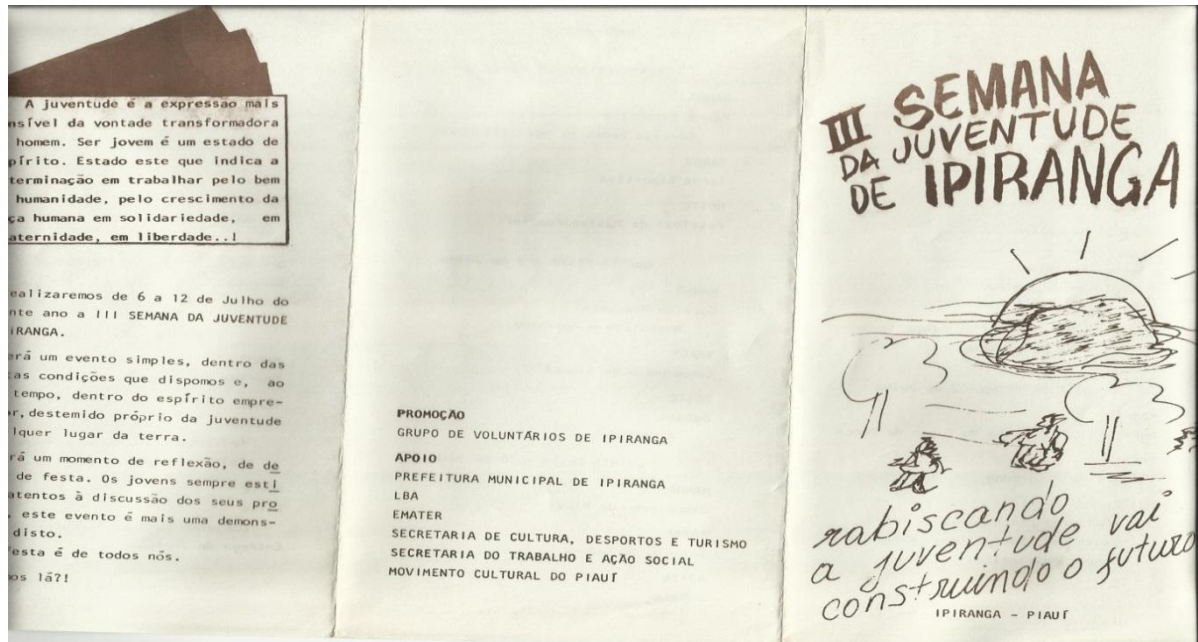 A juventude é a expressão mais
nsível da vontade transformadora
homem. Ser jovem é um estado de
pírito. Estado este que indica a
terminação em trabalhar pelo bem
humanidade, pelo crescimento da
ça humana em solidariedade, em
aternidade, em liberdade..!
ealizaremos de 6 a 12 de Julho do
nte ano a III SEMANA DA JUVENTUDE
IRANGA.
erá um evento simples, dentro das
as condições que dispomos e, ao
tempo, dentro do espírito empre-
r, destemido próprio da juventude
lquer lugar da terra.
rá um momento de reflexão, de de
de festa. Os jovens sempre esti
atentos à discussão dos seus pro
, este evento é mais uma demons-
disto.
esta é de todos nós.
os lá?!
PROMOÇÃO
GRUPO DE VOLUNTÁRIOS DE IPIRANGA
APOIO
PREFEITURA MUNICIPAL DE IPIRANGA
LBA
EMATER
SECRETARIA DE CULTURA, DESPORTOS E TURISMO
SECRETARIA DO TRABALHO E AÇÃO SOCIAL
MOVIMENTO CULTURAL DO PIAUÍ
III SEMANA
DA JUVENTUDE
DE IPIRANGA
rabiscando
a juventude vai
construindo o futuro
IPIRANGA - PIAUÍ